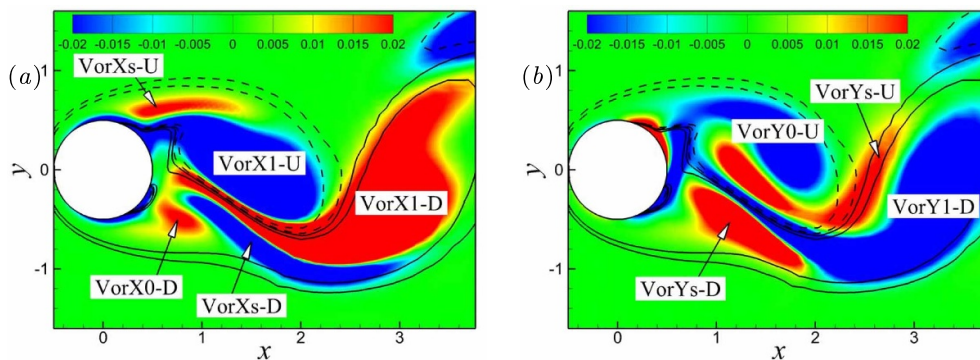 -0.02 -0.015 -0.01 -0.005 0 0.005 0.01 0.015 0.02
(a)
VorXs-U
VorX1-U
VorX1-D
VorX0-D
VorXs-D
y
1
0
-1
0 1 2 3
x
-0.02 -0.015 -0.01 -0.005 0 0.005 0.01 0.015 0.02
(b)
VorYs-U
VorY0-U
VorY1-D
VorYs-D
y
1
0
-1
0 1 2 3
x